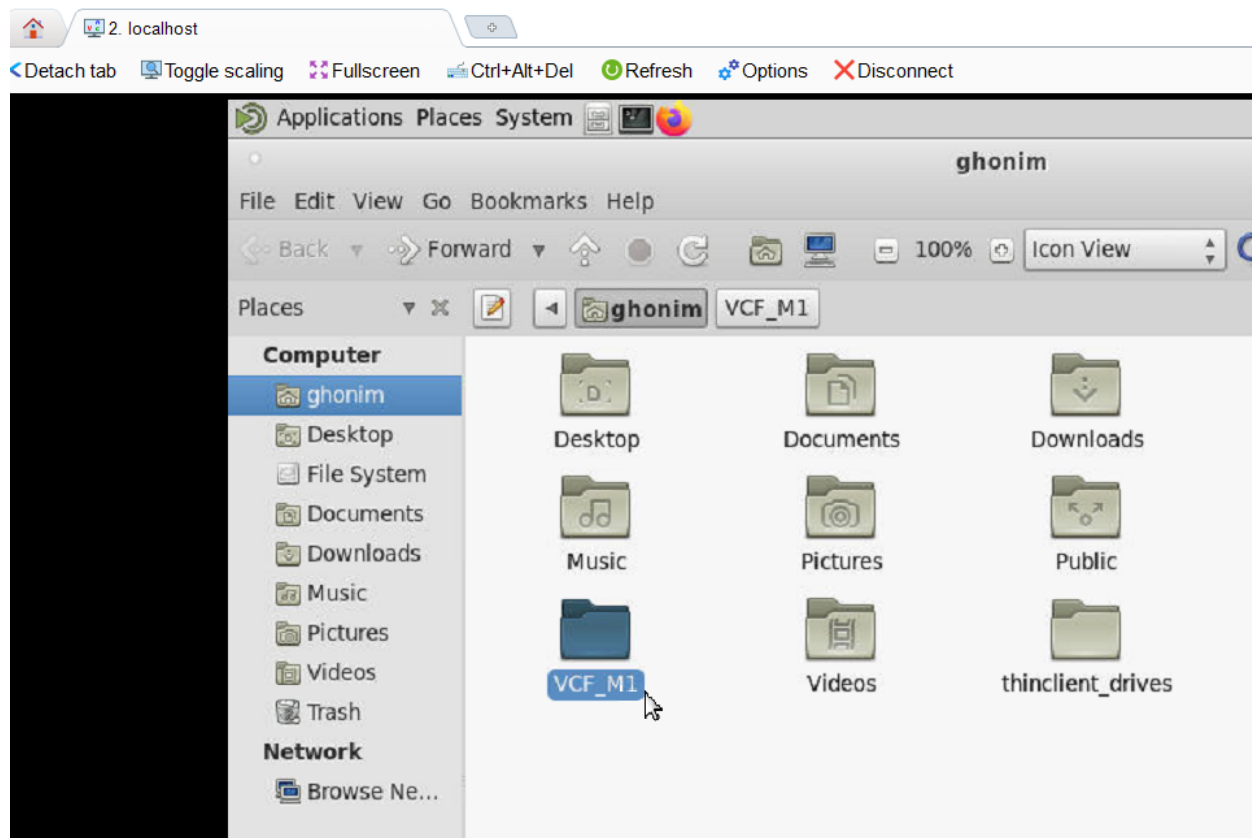 2. localhost
Detach tab Toggle scaling Fullscreen Ctrl+Alt+Del Refresh Options Disconnect
Applications Places System
ghonim
File Edit View Go Bookmarks Help
Back Forward 100% Icon View
Places ghonim VCF_M1
Computer
ghonim
Desktop
File System
Documents
Downloads
Music
Pictures
Videos
Trash
Network
Browse Ne...
Desktop Documents Downloads
Music Pictures Public
VCF_M1 Videos thinclient_drives